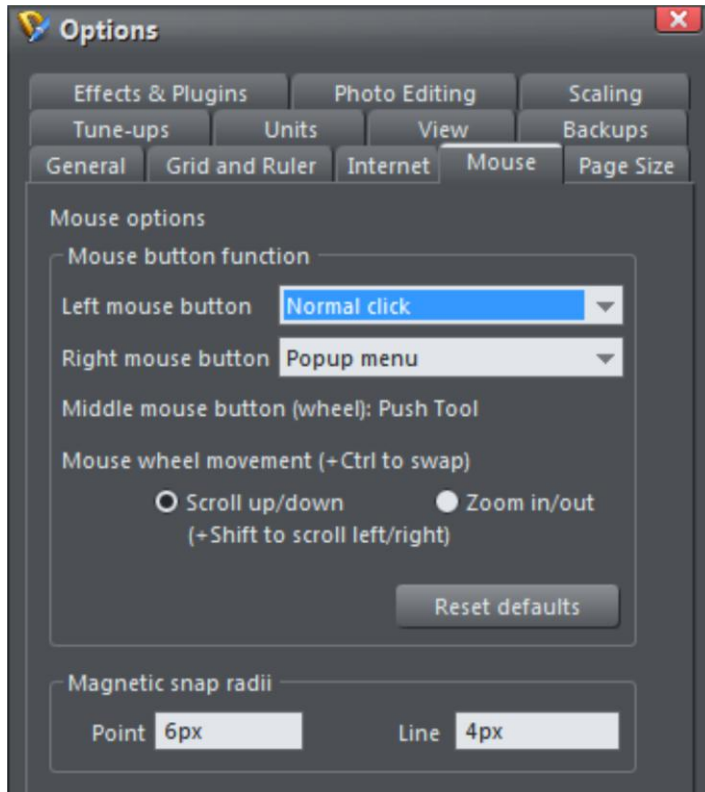 Options
Effects & Plugins Photo Editing Scaling
Tune-ups Units View Backups
General Grid and Ruler Internet Mouse Page Size
Mouse options
Mouse button function
Left mouse button Normal click
Right mouse button Popup menu
Middle mouse button (wheel): Push Tool
Mouse wheel movement (+Ctrl to swap)
Scroll up/down Zoom in/out
(+Shift to scroll left/right)
Reset defaults
Magnetic snap radii
Point 6px Line 4px